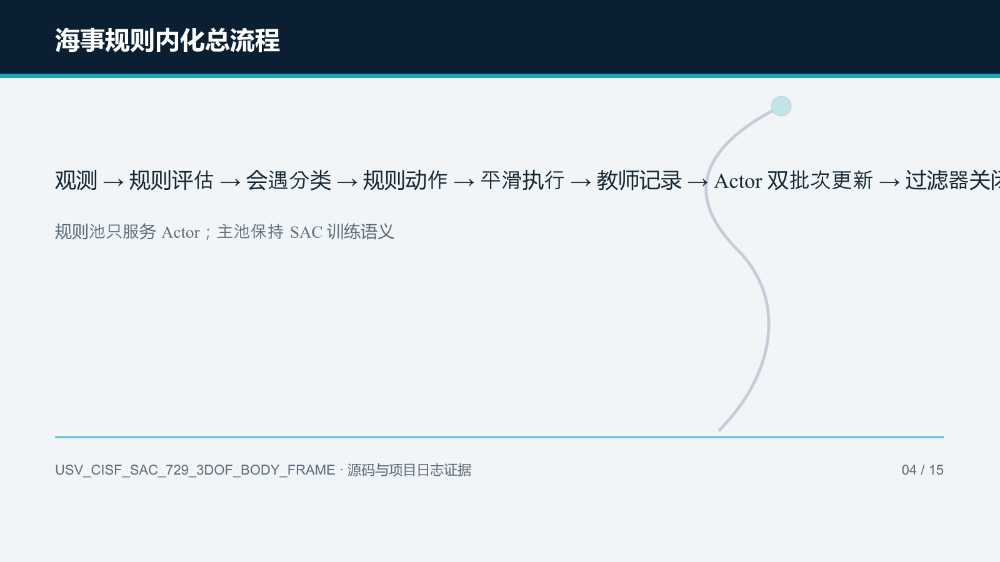 海事规则内化总流程
观测 → 规则评估 → 会遇分类 → 规则动作 → 平滑执行 → 教师记录 → Actor 双批次更新 → 过滤器关
规则池只服务 Actor；主池保持 SAC 训练语义
USV_CISF_SAC_729_3DOF_BODY_FRAME · 源码与项目日志证据
04 / 15